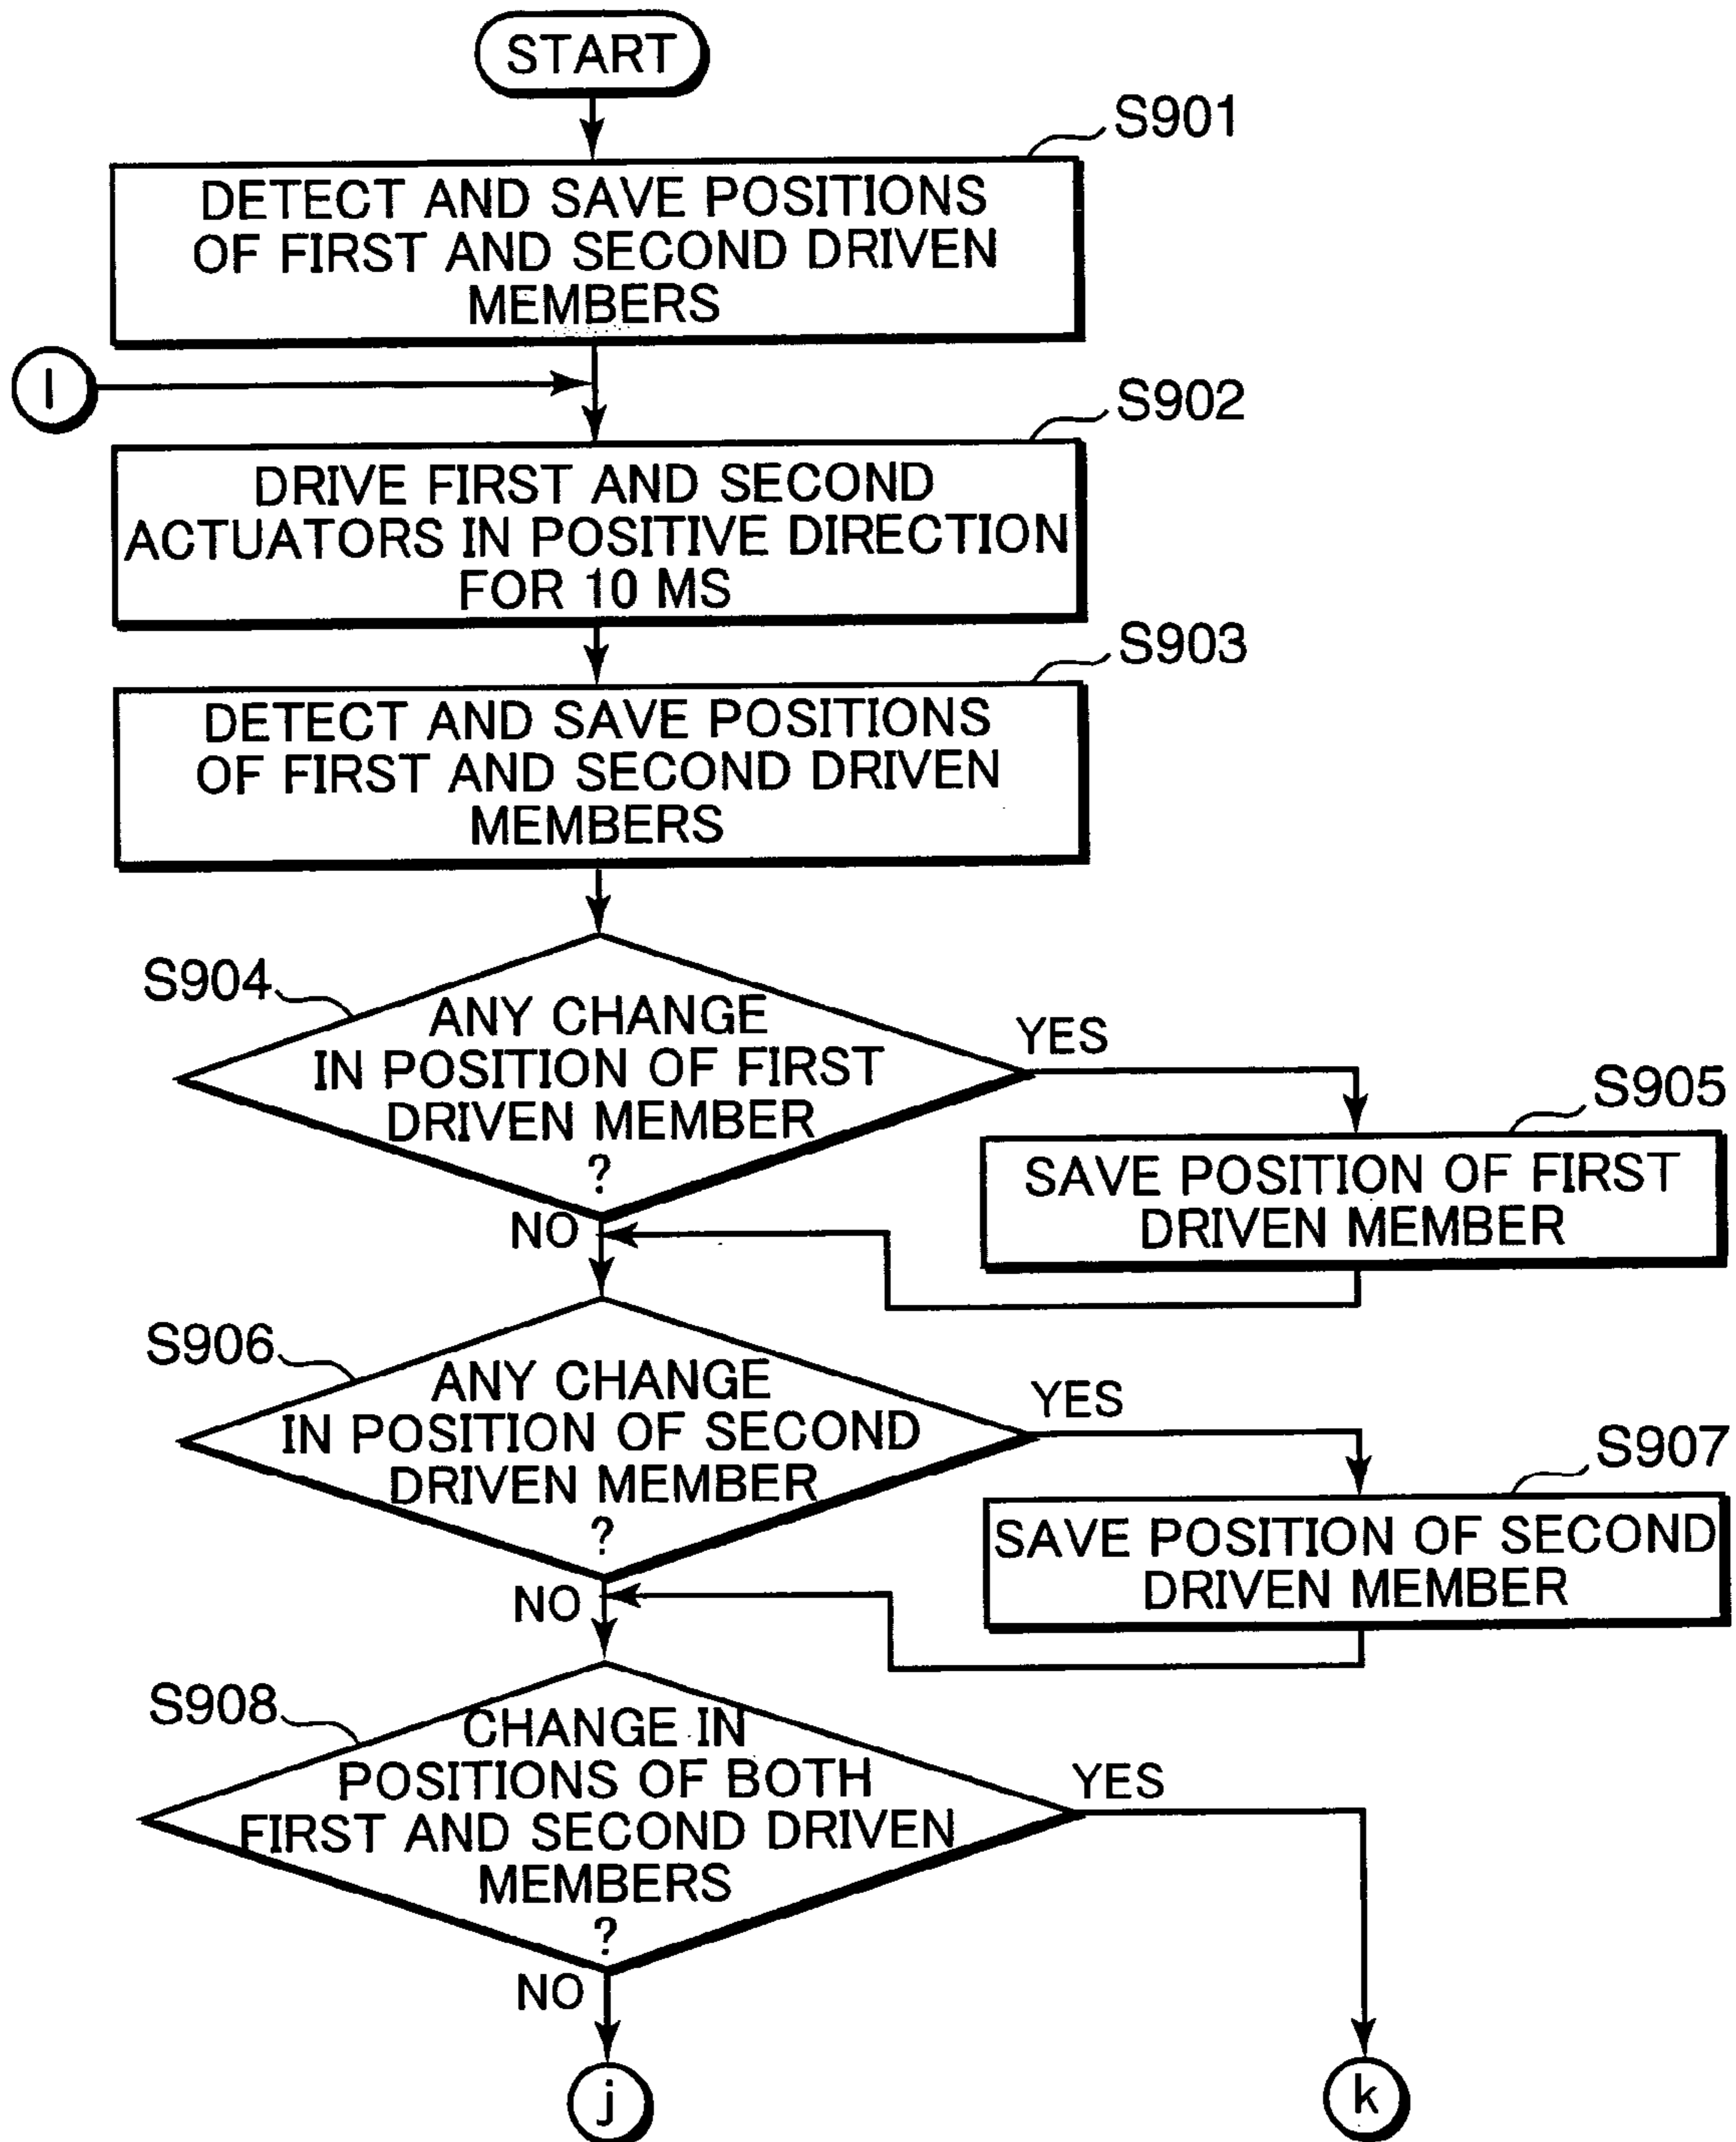 START
S901
DETECT AND SAVE POSITIONS
OF FIRST AND SECOND DRIVEN
MEMBERS
l
S902
DRIVE FIRST AND SECOND
ACTUATORS IN POSITIVE DIRECTION
FOR 10 MS
S903
DETECT AND SAVE POSITIONS
OF FIRST AND SECOND DRIVEN
MEMBERS
S904
ANY CHANGE
IN POSITION OF FIRST
DRIVEN MEMBER
?
YES
NO
S905
SAVE POSITION OF FIRST
DRIVEN MEMBER
S906
ANY CHANGE
IN POSITION OF SECOND
DRIVEN MEMBER
?
YES
NO
S907
SAVE POSITION OF SECOND
DRIVEN MEMBER
S908
CHANGE IN
POSITIONS OF BOTH
FIRST AND SECOND DRIVEN
MEMBERS
?
YES
NO
j
k